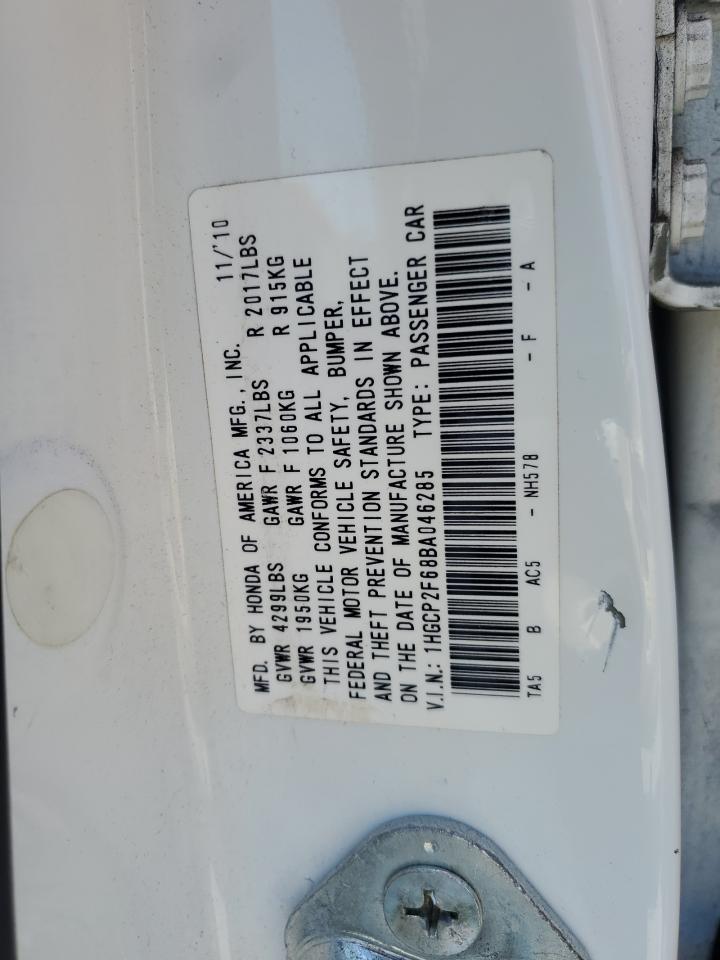 MFD. BY HONDA OF AMERICA MFG., INC. 11/'10
GVWR 4299LBS GAWR F 2337LBS R 2017LBS
GVWR 1950KG GAWR F 1060KG R 915KG
THIS VEHICLE CONFORMS TO ALL APPLICABLE
FEDERAL MOTOR VEHICLE SAFETY, BUMPER,
AND THEFT PREVENTION STANDARDS IN EFFECT
ON THE DATE OF MANUFACTURE SHOWN ABOVE.
V.I.N.: 1HGCP2F68BA046285 TYPE: PASSENGER CAR
TA5 B AC5 - NH578 - F - A